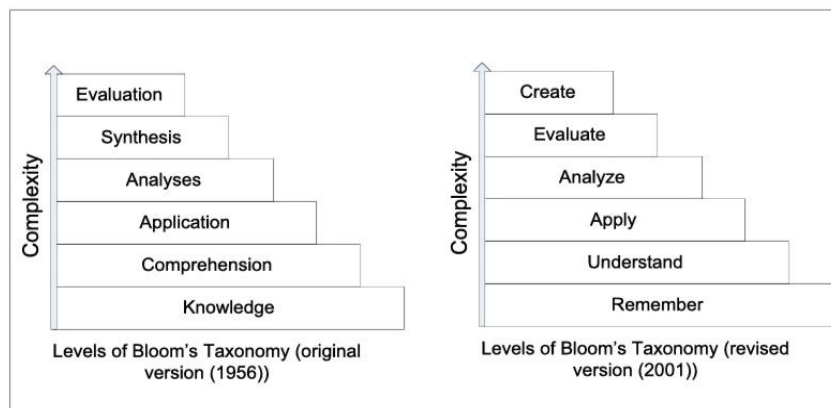 Complexity
Evaluation
Synthesis
Analyses
Application
Comprehension
Knowledge
Levels of Bloom's Taxonomy (original
version (1956))
Complexity
Create
Evaluate
Analyze
Apply
Understand
Remember
Levels of Bloom's Taxonomy (revised
version (2001))